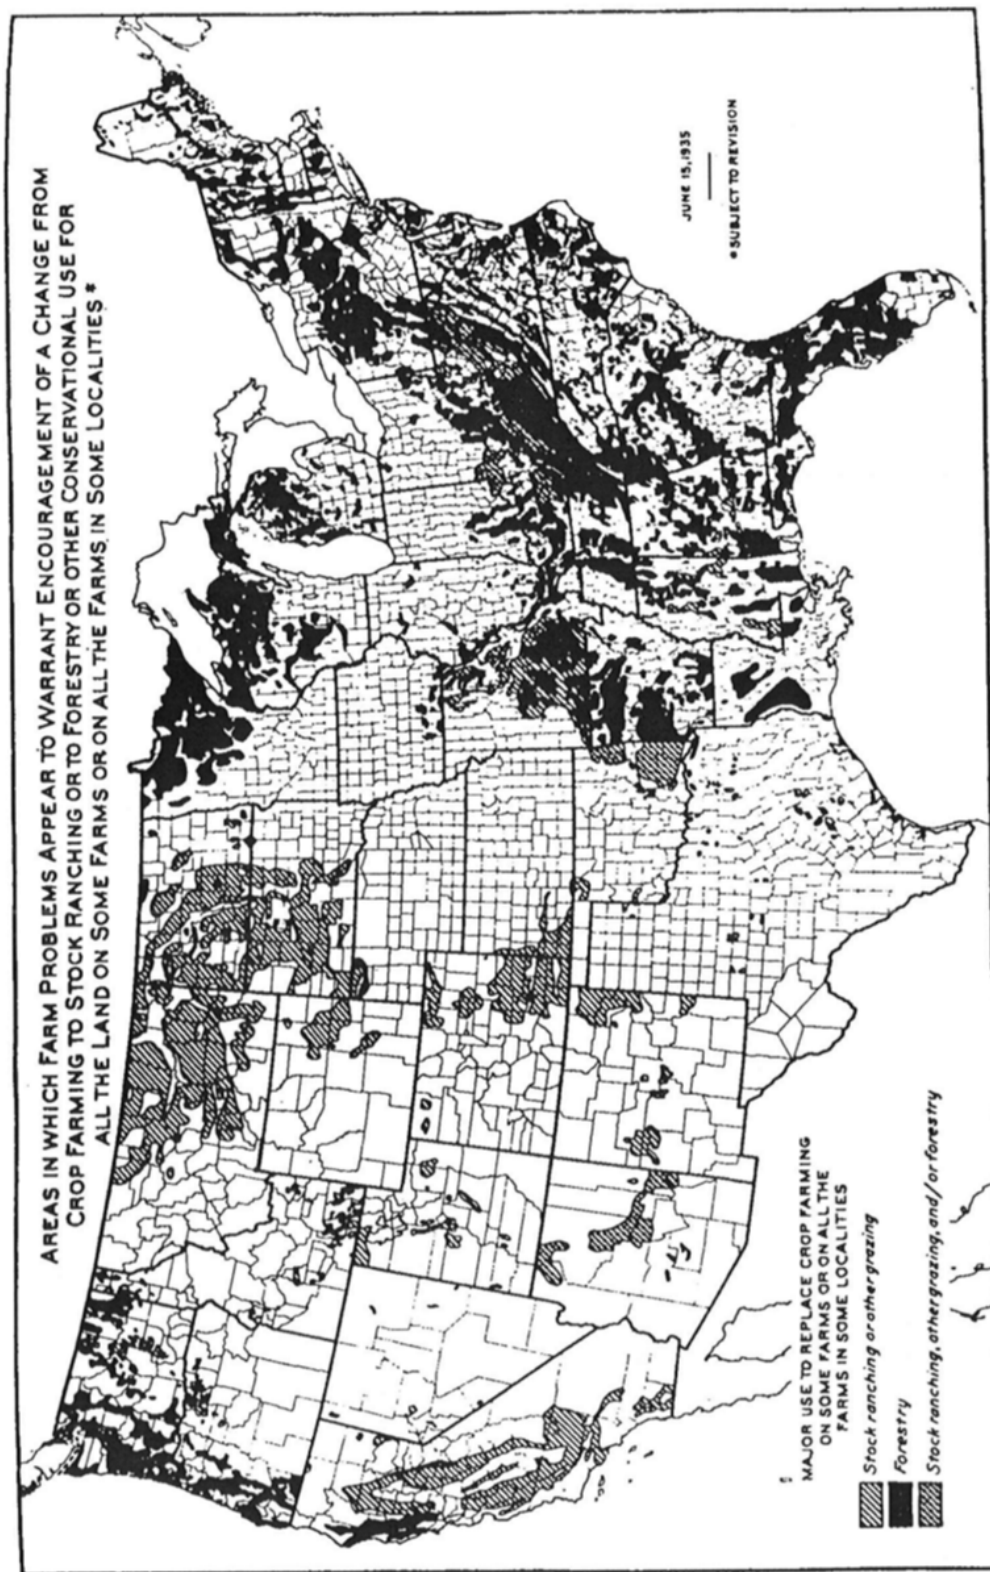 AREAS IN WHICH FARM PROBLEMS APPEAR TO WARRANT ENCOURAGEMENT OF A CHANGE FROM
CROP FARMING TO STOCK RANCHING OR TO FORESTRY OR OTHER CONSERVATIONAL USE FOR
ALL THE LAND ON SOME FARMS OR ON ALL THE FARMS IN SOME LOCALITIES*
JUNE 15, 1935
*SUBJECT TO REVISION
MAJOR USE TO REPLACE CROP FARMING
ON SOME FARMS OR ON ALL THE
FARMS IN SOME LOCALITIES
Stock ranching or other grazing
Forestry
Stock ranching, other grazing, and/or forestry